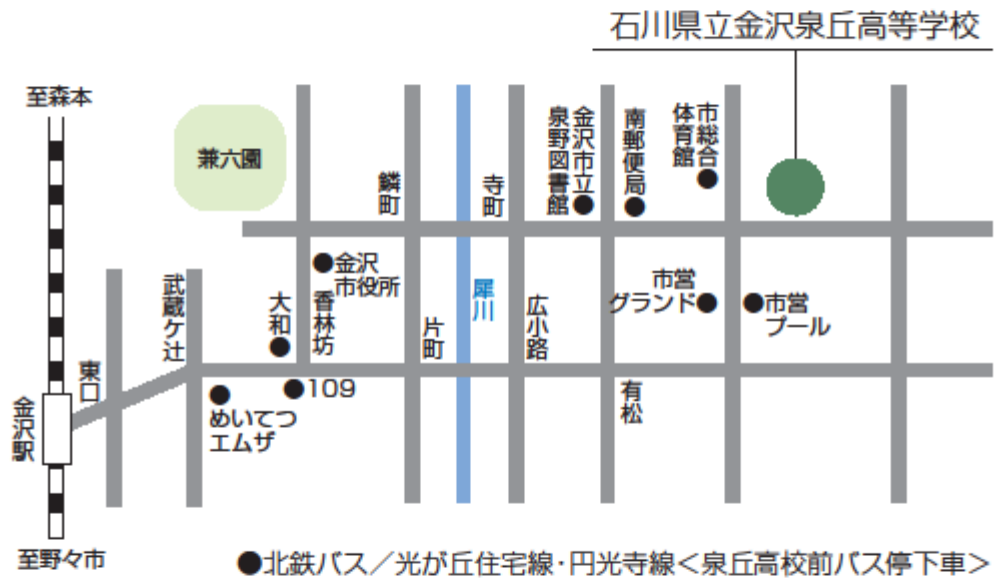 石川県立金沢泉丘高等学校
至森本
兼六園
鱗町
寺町
金沢市立
泉野図書館
南郵便局
市総合
体育館
金沢
市役所
武蔵ケ辻
大和
香林坊
片町
犀川
広小路
市営
グランド
市営
プール
東口
109
有松
金沢駅
めいてつ
エムザ
至野々市
●北鉄バス／光が丘住宅線・円光寺線＜泉丘高校前バス停下車＞